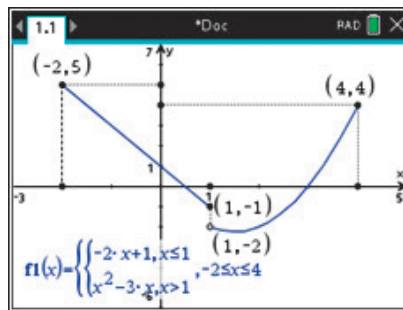 1.1 *Doc RAD
7 y
(-2,5)
(4,4)
1
x
-3 1 5
(1,-1)
(1,-2)
f1(x)={{-2·x+1,x≤1 ,-2≤x≤4
x²-3·x,x>1